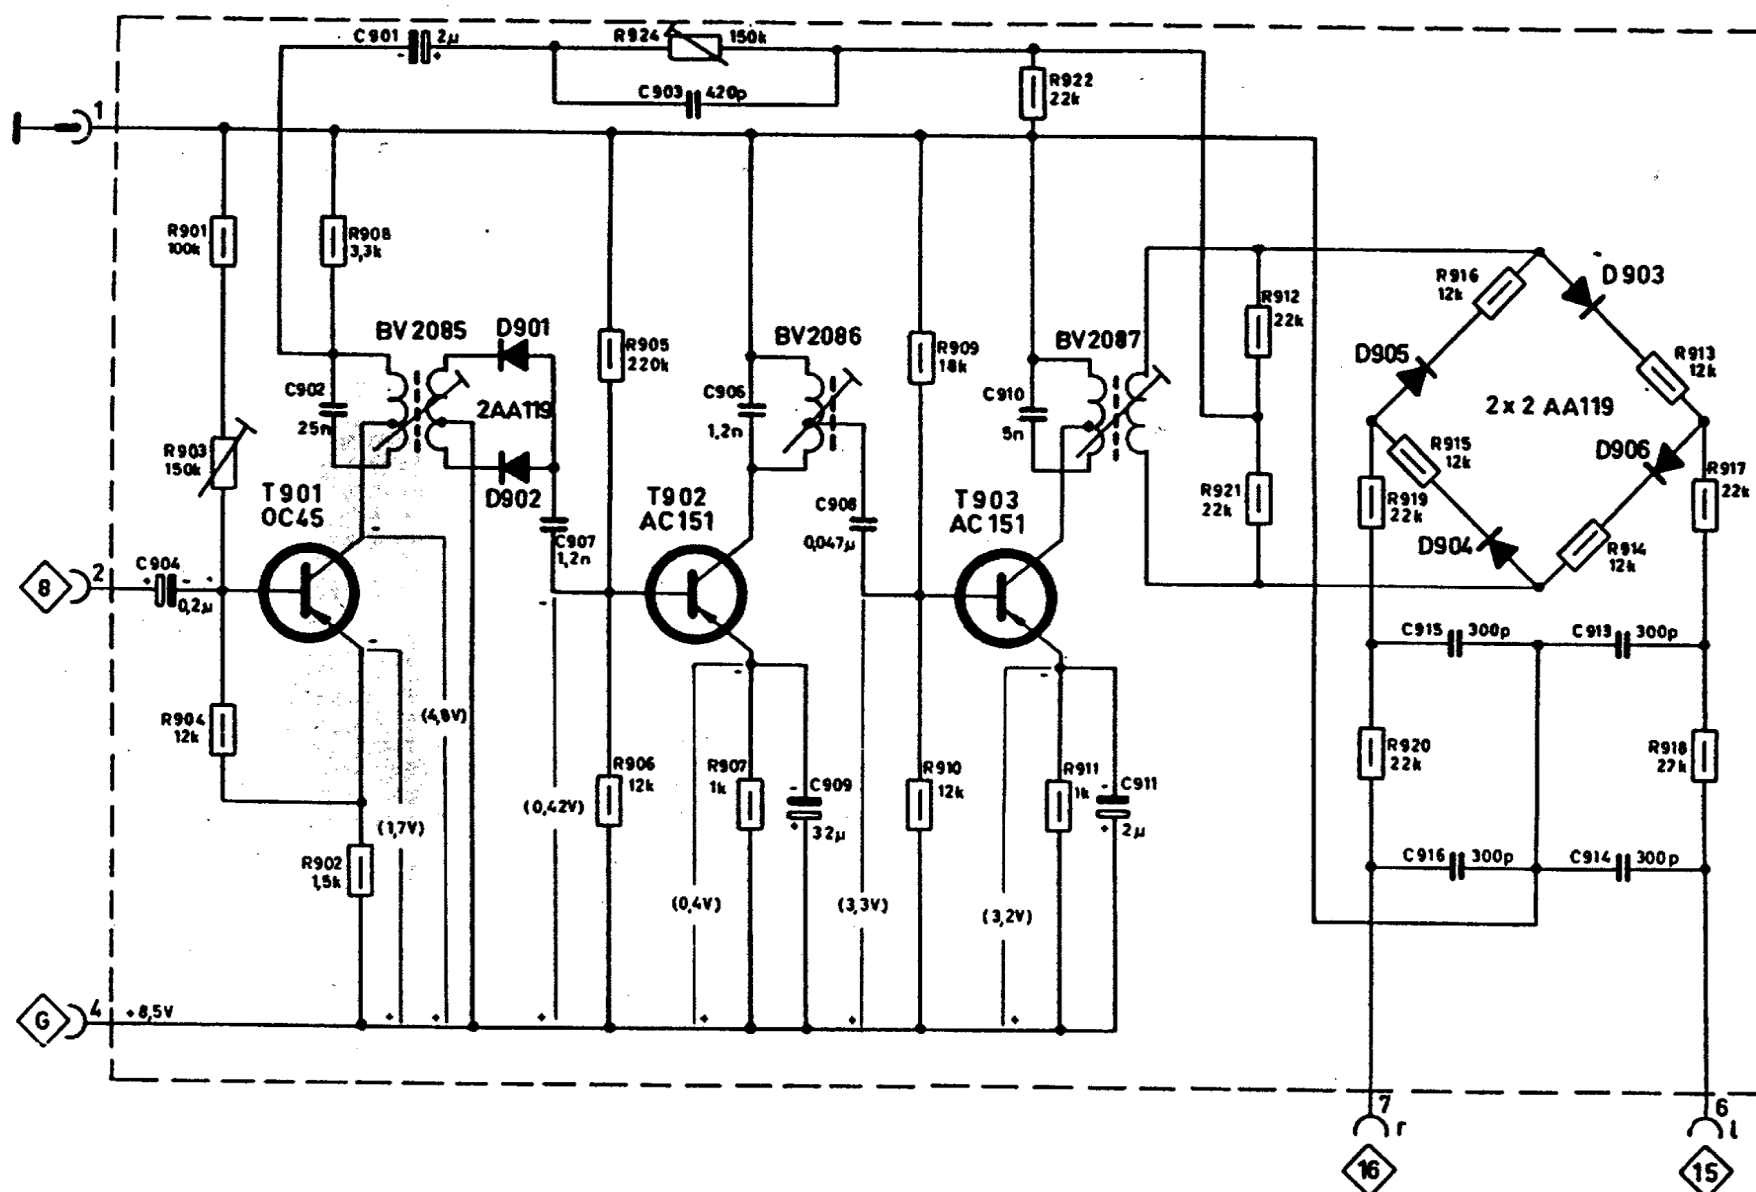 C901 2µ
- +
R924 150k
C903 420p
R922
22k
1
R901
100k
R908
3,3k
BV2085
D901
2AA119
D902
C902
25n
R903
150k
T901
OC45
R905
220k
C907
1,2n
BV2086
C906
1,2n
T902
AC151
C908
0,047µ
R909
18k
BV2087
C910
5n
T903
AC151
R912
22k
R921
22k
R916
12k
D903
D905
R913
12k
2x2 AA119
R915
12k
D906
R919
22k
R917
22k
D904
R914
12k
8
2
C904
+ -
0,2µ
R904
12k
(4,8V)
(1,7V)
R902
1,5k
(0,42V)
R906
12k
R907
1k
C909
32µ
(0,4V)
(3,3V)
R910
12k
R911
1k
C911
2µ
(3,2V)
C915 300p
C913 300p
R920
22k
R918
27k
C916 300p
C914 300p
G
4
+8,5V
7
r
16
6
l
15